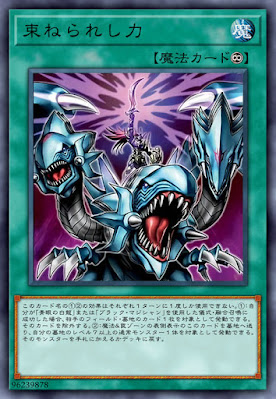 束ねられし力
魔
【魔法カード】
このカード名の①②の効果はそれぞれ1ターンに1度しか使用できない。①:自
分が「青眼の白龍」または「ブラック・マジシャン」を使用した儀式・融合召喚に
成功した場合、相手のフィールド・墓地のカード1枚を対象として発動できる。
そのカードを除外する。②:魔法&罠ゾーンの表側表示のこのカードを墓地へ送
り、自分の墓地のレベル7以上の通常モンスター1体を対象として発動できる。
そのモンスターを手札に加えるかデッキに戻す。
96239878